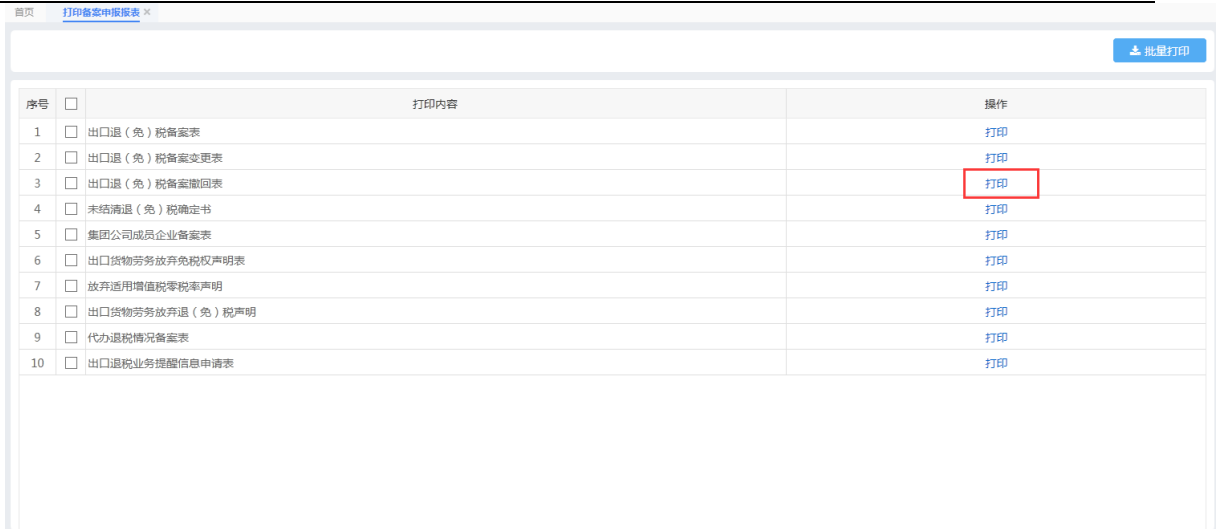 首页 打印备案申报报表 ×
批量打印
序号 打印内容 操作
1 出口退（免）税备案表 打印
2 出口退（免）税备案变更表 打印
3 出口退（免）税备案撤回表 打印
4 未结清退（免）税确定书 打印
5 集团公司成员企业备案表 打印
6 出口货物劳务放弃免税权声明表 打印
7 放弃适用增值税零税率声明 打印
8 出口货物劳务放弃退（免）税声明 打印
9 代办退税情况备案表 打印
10 出口退税业务提醒信息申请表 打印